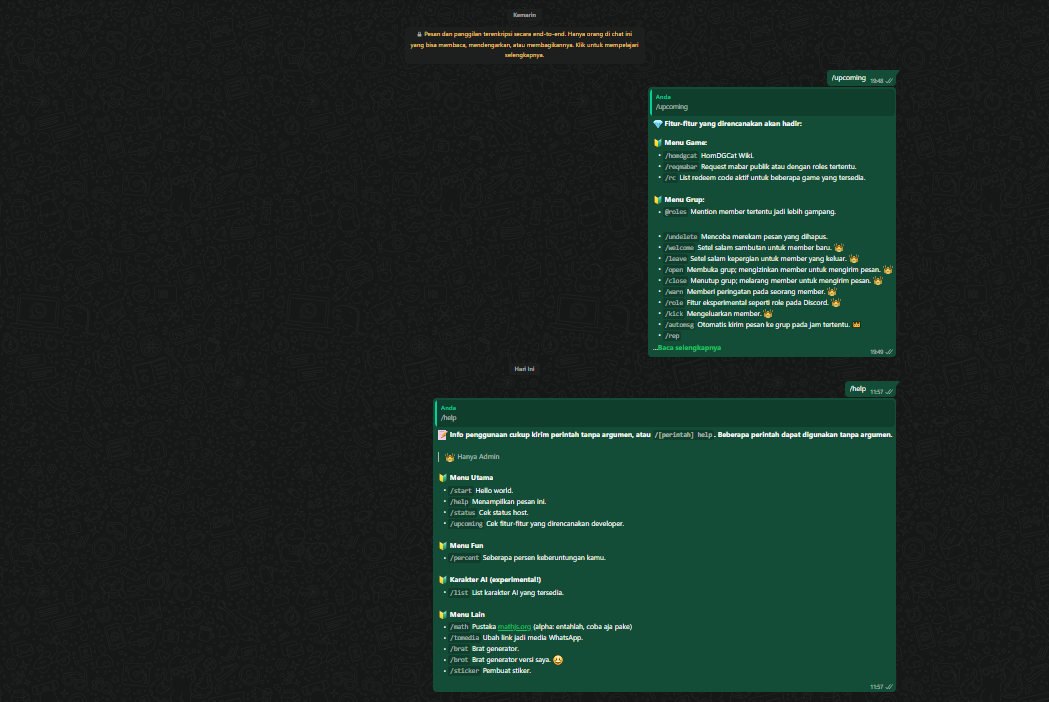 Kemarin
Pesan dan panggilan terenkripsi secara end-to-end. Hanya orang di chat ini
yang bisa membaca, mendengarkan, atau membagikannya. Klik untuk mempelajari
selengkapnya.
/upcoming 19:48
Anda
/upcoming
Fitur-fitur yang direncanakan akan hadir:
Menu Game:
• /homdgcat HomDGCat Wiki.
• /reqmabar Request mabar publik atau dengan roles tertentu.
• /rc List redeem code aktif untuk beberapa game yang tersedia.
Menu Grup:
• @roles Mention member tertentu jadi lebih gampang.
• /undelete Mencoba merekam pesan yang dihapus.
• /welcome Setel salam sambutan untuk member baru. 👑
• /leave Setel salam kepergian untuk member yang keluar. 👑
• /open Membuka grup; mengizinkan member untuk mengirim pesan. 👑
• /close Menutup grup; melarang member untuk mengirim pesan. 👑
• /warn Memberi peringatan pada seorang member. 👑
• /role Fitur eksperimental seperti role pada Discord. 👑
• /kick Mengeluarkan member. 👑
• /automsg Otomatis kirim pesan ke grup pada jam tertentu. 👑
• /rep
...Baca selengkapnya
19:49
Hari Ini
/help 11:57
Anda
/help
📝 Info penggunaan cukup kirim perintah tanpa argumen, atau /[perintah] help. Beberapa perintah dapat digunakan tanpa argumen.
👑 Hanya Admin
🔰 Menu Utama
• /start Hello world.
• /help Menampilkan pesan ini.
• /status Cek status host.
• /upcoming Cek fitur-fitur yang direncanakan developer.
🔰 Menu Fun
• /percent Seberapa persen keberuntungan kamu.
🔰 Karakter AI (experimental!)
• /list List karakter AI yang tersedia.
🔰 Menu Lain
• /math Pustaka mathjs.org (alpha: entahlah, coba aja pake)
• /tomedia Ubah link jadi media WhatsApp.
• /brat Brat generator.
• /brot Brat generator versi saya. 😃
• /sticker Pembuat stiker.
11:57